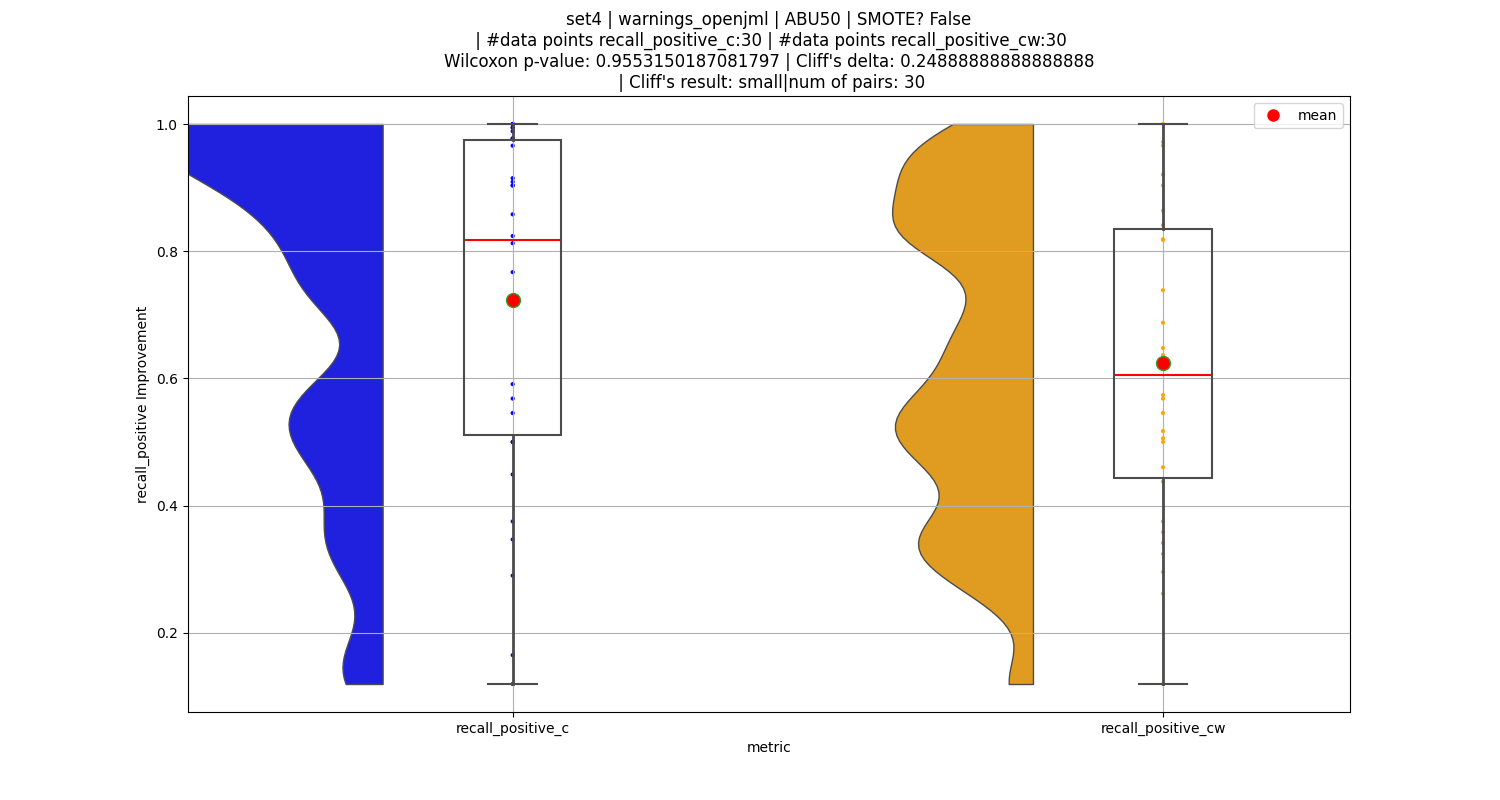 set4 | warnings_openjml | ABU50 | SMOTE? False
| #data points recall_positive_c:30 | #data points recall_positive_cw:30
Wilcoxon p-value: 0.9553150187081797 | Cliff's delta: 0.24888888888888888
| Cliff's result: small|num of pairs: 30
mean
1.0
0.8
0.6
0.4
0.2
recall_positive Improvement
recall_positive_c
recall_positive_cw
metric